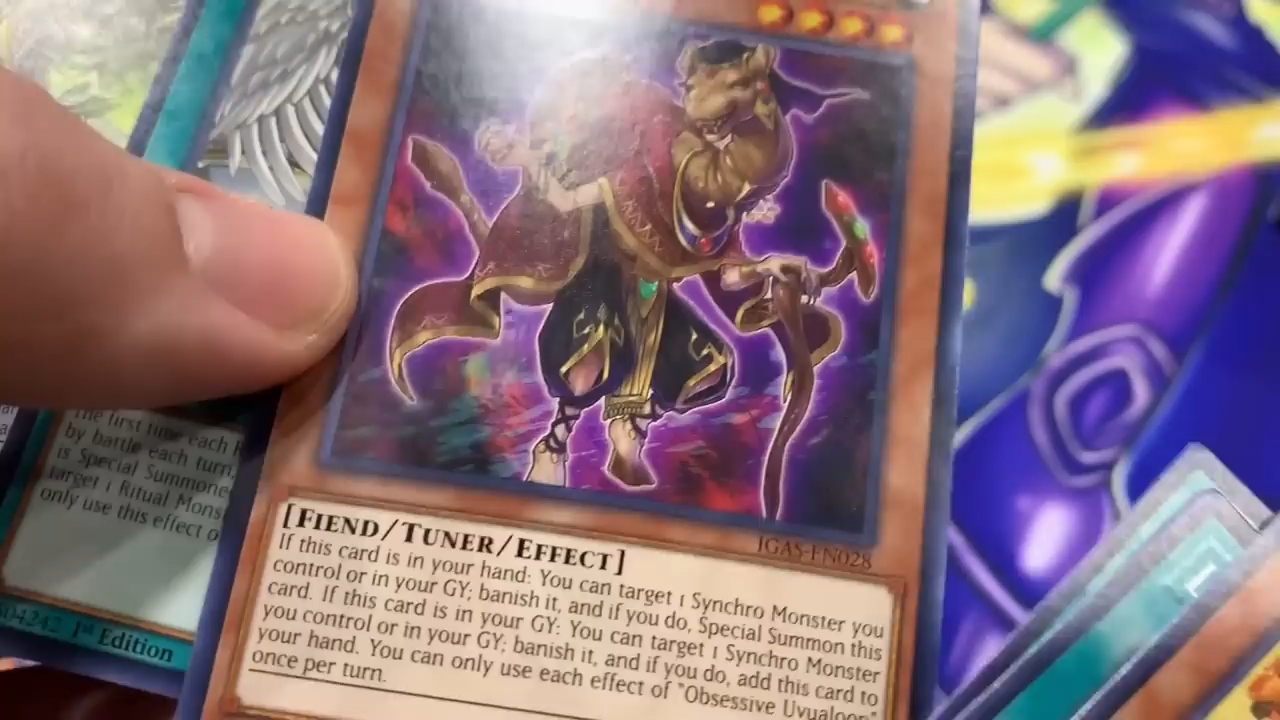 JGAS-EN028
[FIEND/TUNER/EFFECT]
If this card is in your hand: You can target 1 Synchro Monster you
control or in your GY; banish it, and if you do, Special Summon this
card. If this card is in your GY: You can target 1 Synchro Monster
you control or in your GY; banish it, and if you do, add this card to
your hand. You can only use each effect of "Obsessive Uvualoop"
once per turn.
The first time each
by battle each turn,
is Special Summone
target 1 Ritual Mons
only use this effect o
04242 1st Edition